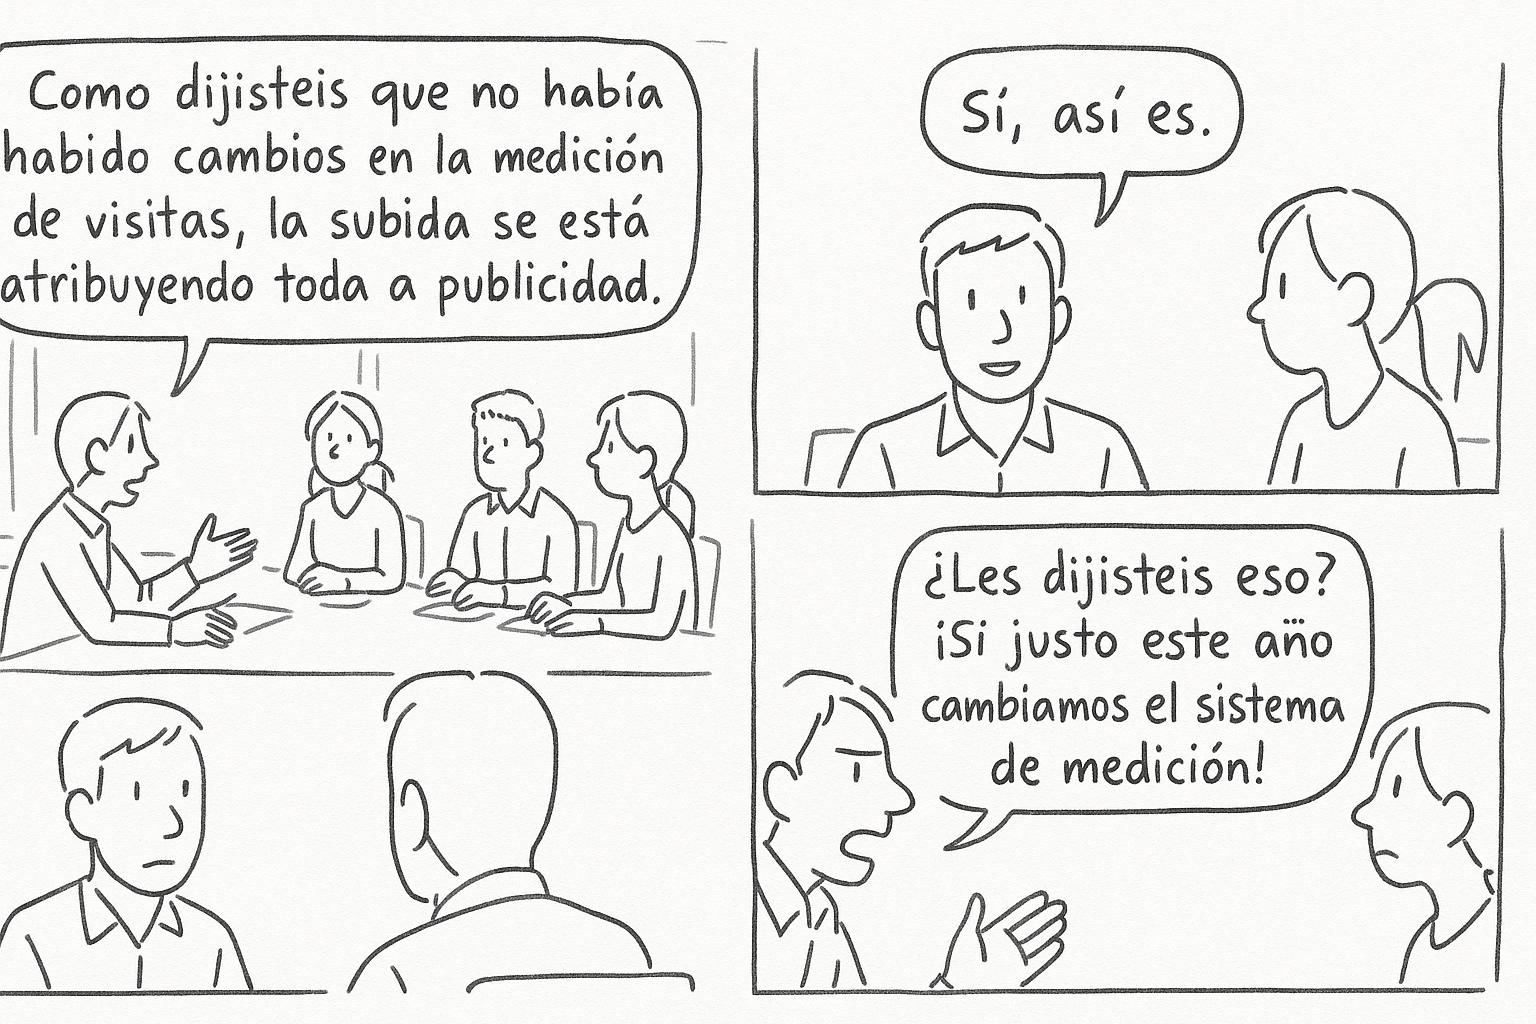 Como dijisteis que no había
habido cambios en la medición
de visitas, la subida se está
atribuyendo toda a publicidad.
Sí, así es.
¿Les dijisteis eso?
¡Si justo este año
cambiamos el sistema
de medición!